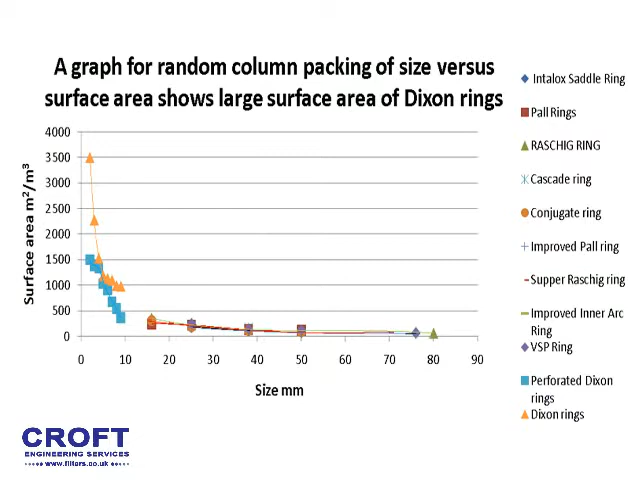 A graph for random column packing of size versus
surface area shows large surface area of Dixon rings
Surface area m²/m³
4000
3500
3000
2500
2000
1500
1000
500
0
0 10 20 30 40 50 60 70 80 90
Size mm
Intalox Saddle Ring
Pall Rings
RASCHIG RING
Cascade ring
Conjugate ring
Improved Pall ring
Supper Raschig ring
Improved Inner Arc
Ring
VSP Ring
Perforated Dixon
rings
Dixon rings
CROFT
ENGINEERING SERVICES
www.filters.co.uk